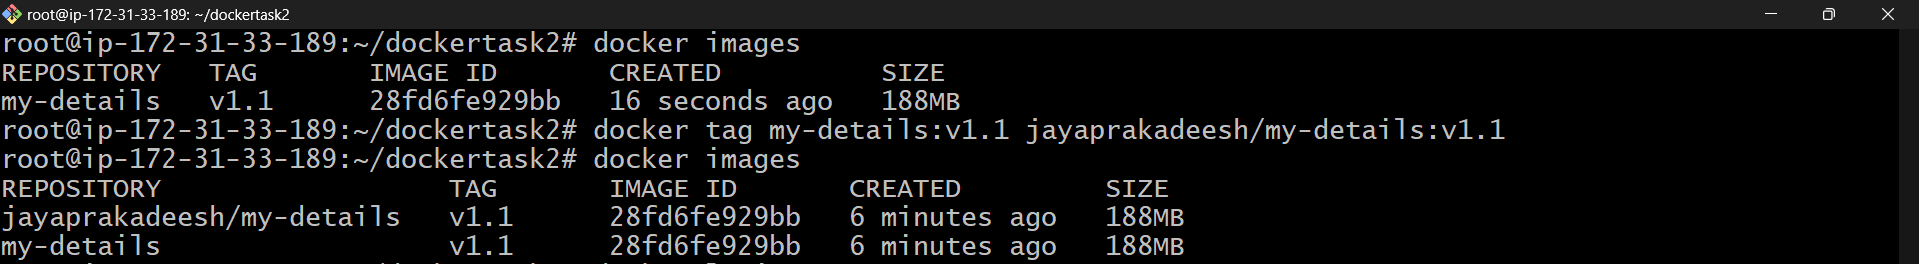 root@ip-172-31-33-189: ~/dockertask2
root@ip-172-31-33-189:~/dockertask2# docker images
REPOSITORY   TAG       IMAGE ID       CREATED          SIZE
my-details   v1.1      28fd6fe929bb   16 seconds ago   188MB
root@ip-172-31-33-189:~/dockertask2# docker tag my-details:v1.1 jayaprakadeesh/my-details:v1.1
root@ip-172-31-33-189:~/dockertask2# docker images
REPOSITORY                  TAG       IMAGE ID       CREATED         SIZE
jayaprakadeesh/my-details   v1.1      28fd6fe929bb   6 minutes ago   188MB
my-details                  v1.1      28fd6fe929bb   6 minutes ago   188MB